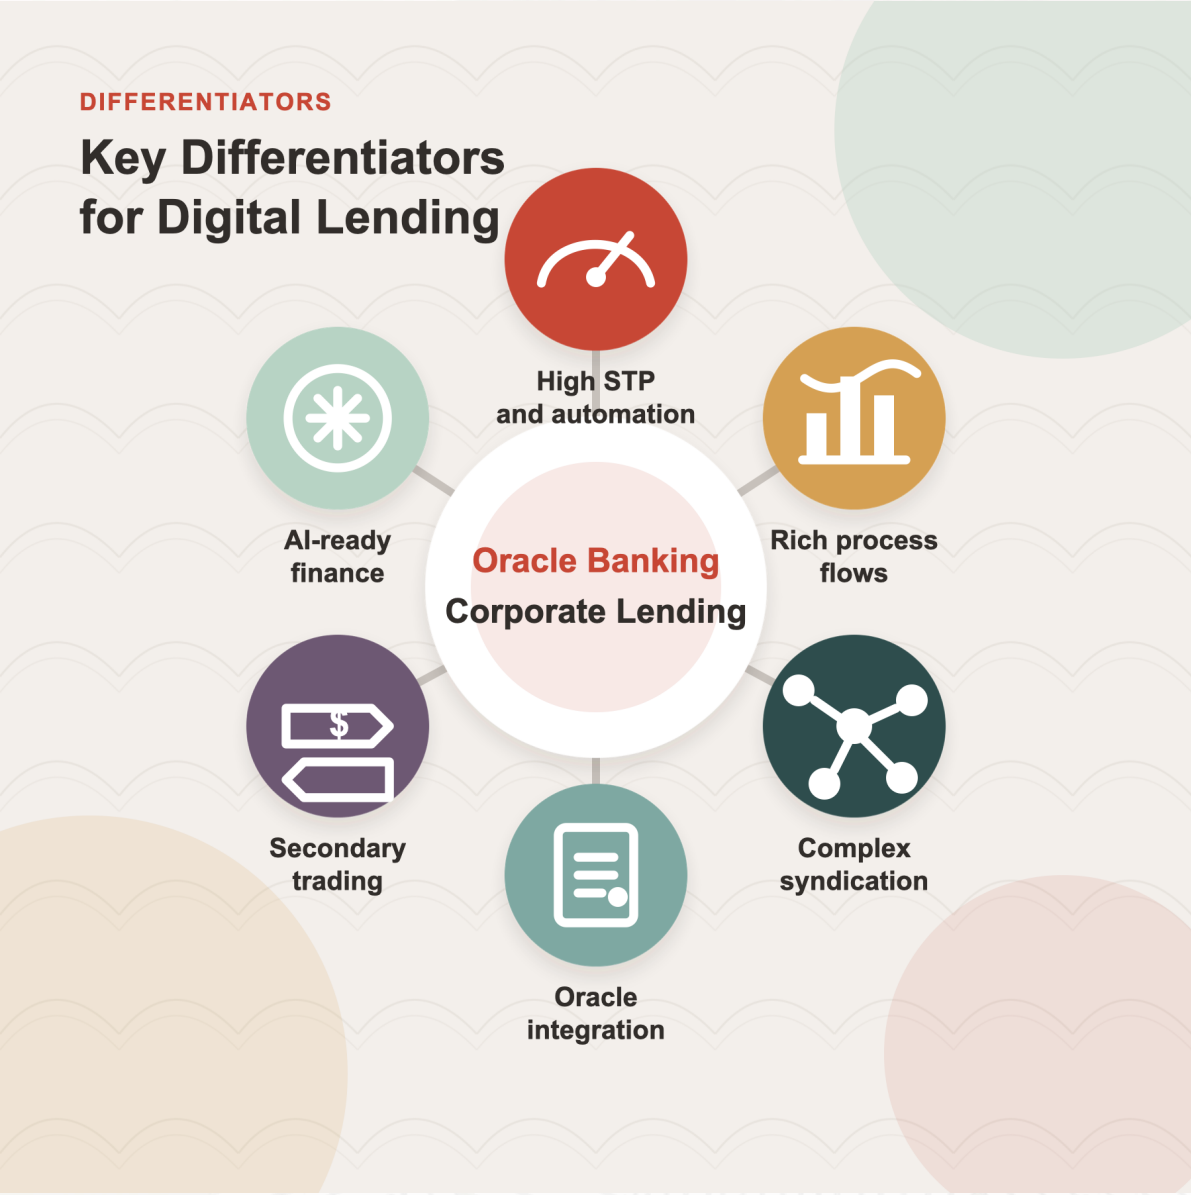 DIFFERENTIATORS
Key Differentiators
for Digital Lending
High STP
and automation
AI-ready
finance
Rich process
flows
Oracle Banking
Corporate Lending
$
Secondary
trading
Complex
syndication
Oracle
integration